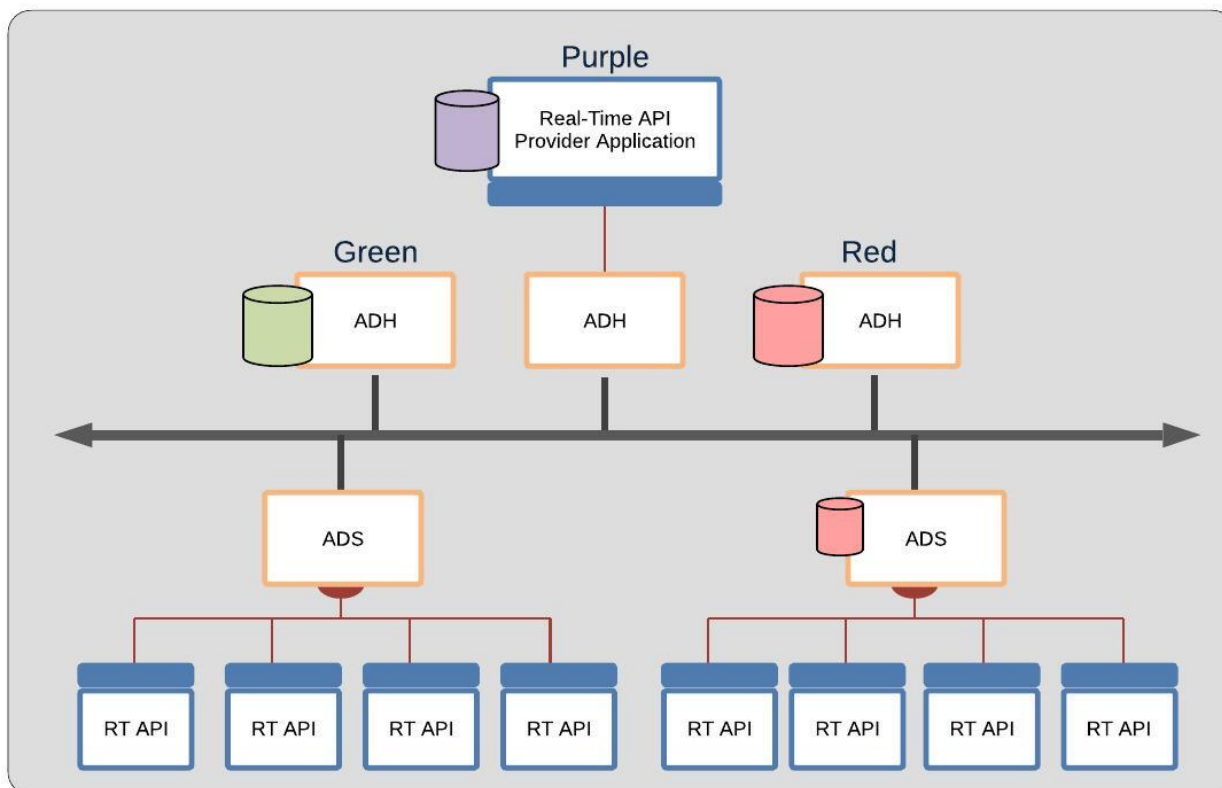 Purple
Real-Time API
Provider Application
Green
Red
ADH
ADH
ADH
ADS
ADS
RT API
RT API
RT API
RT API
RT API
RT API
RT API
RT API